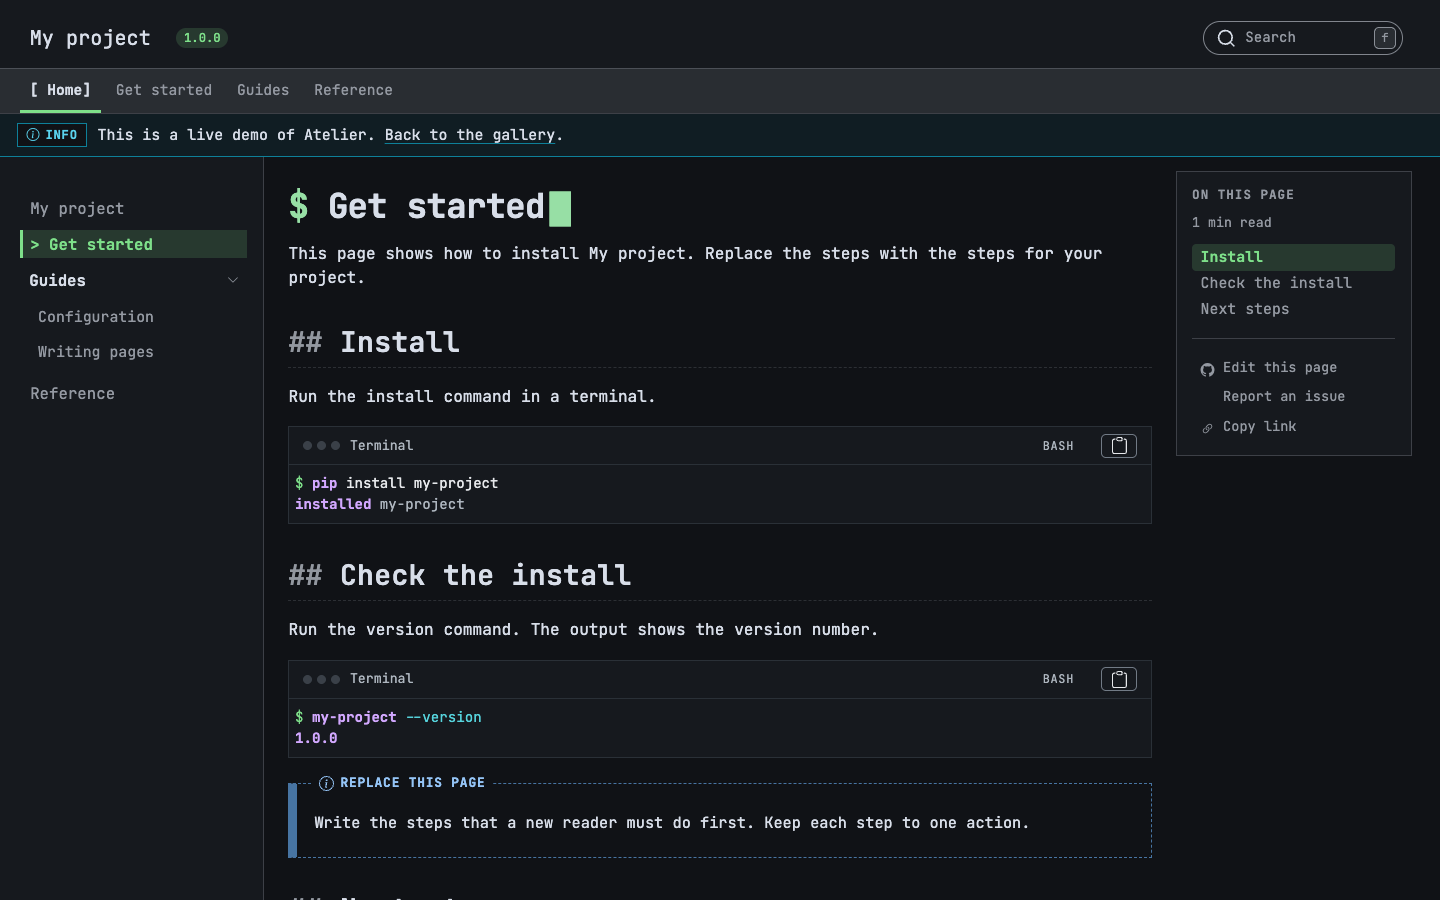 My project
1.0.0
Search
f
[ Home]
Get started
Guides
Reference
INFO
This is a live demo of Atelier. Back to the gallery.
My project
> Get started
Guides
Configuration
Writing pages
Reference
$ Get started
This page shows how to install My project. Replace the steps with the steps for your
project.
## Install
Run the install command in a terminal.
Terminal
BASH
$ pip install my-project
installed my-project
## Check the install
Run the version command. The output shows the version number.
Terminal
BASH
$ my-project --version
1.0.0
REPLACE THIS PAGE
Write the steps that a new reader must do first. Keep each step to one action.
ON THIS PAGE
1 min read
Install
Check the install
Next steps
Edit this page
Report an issue
Copy link